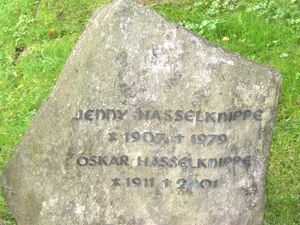 JENNY HASSELKNIPPE
* 1907 † 1979
OSKAR HASSELKNIPPE
* 1911 † 2001